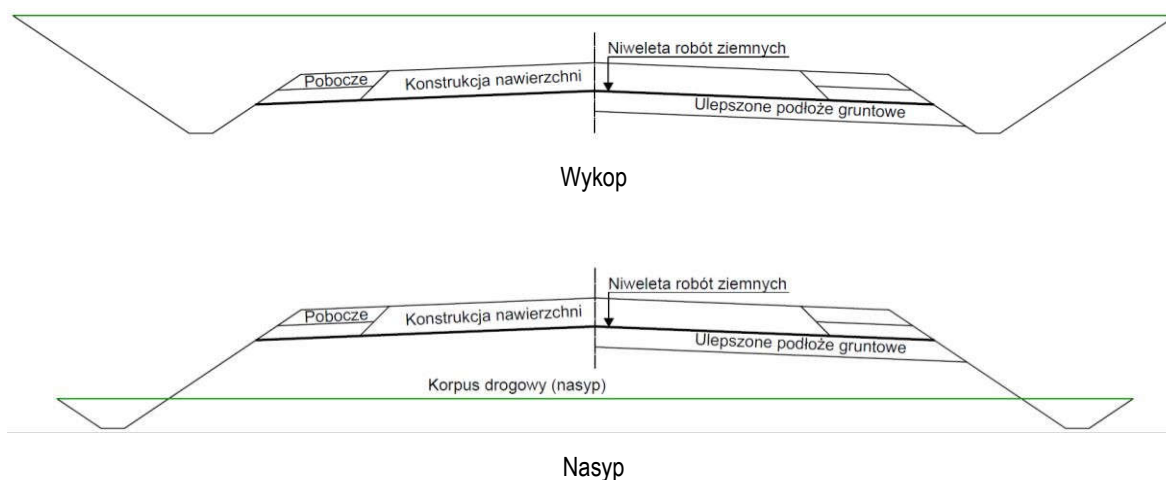 Niweleta robót ziemnych
Pobocze
Konstrukcja nawierzchni
Ulepszone podłoże gruntowe
Wykop
Niweleta robót ziemnych
Pobocze
Konstrukcja nawierzchni
Ulepszone podłoże gruntowe
Korpus drogowy (nasyp)
Nasyp